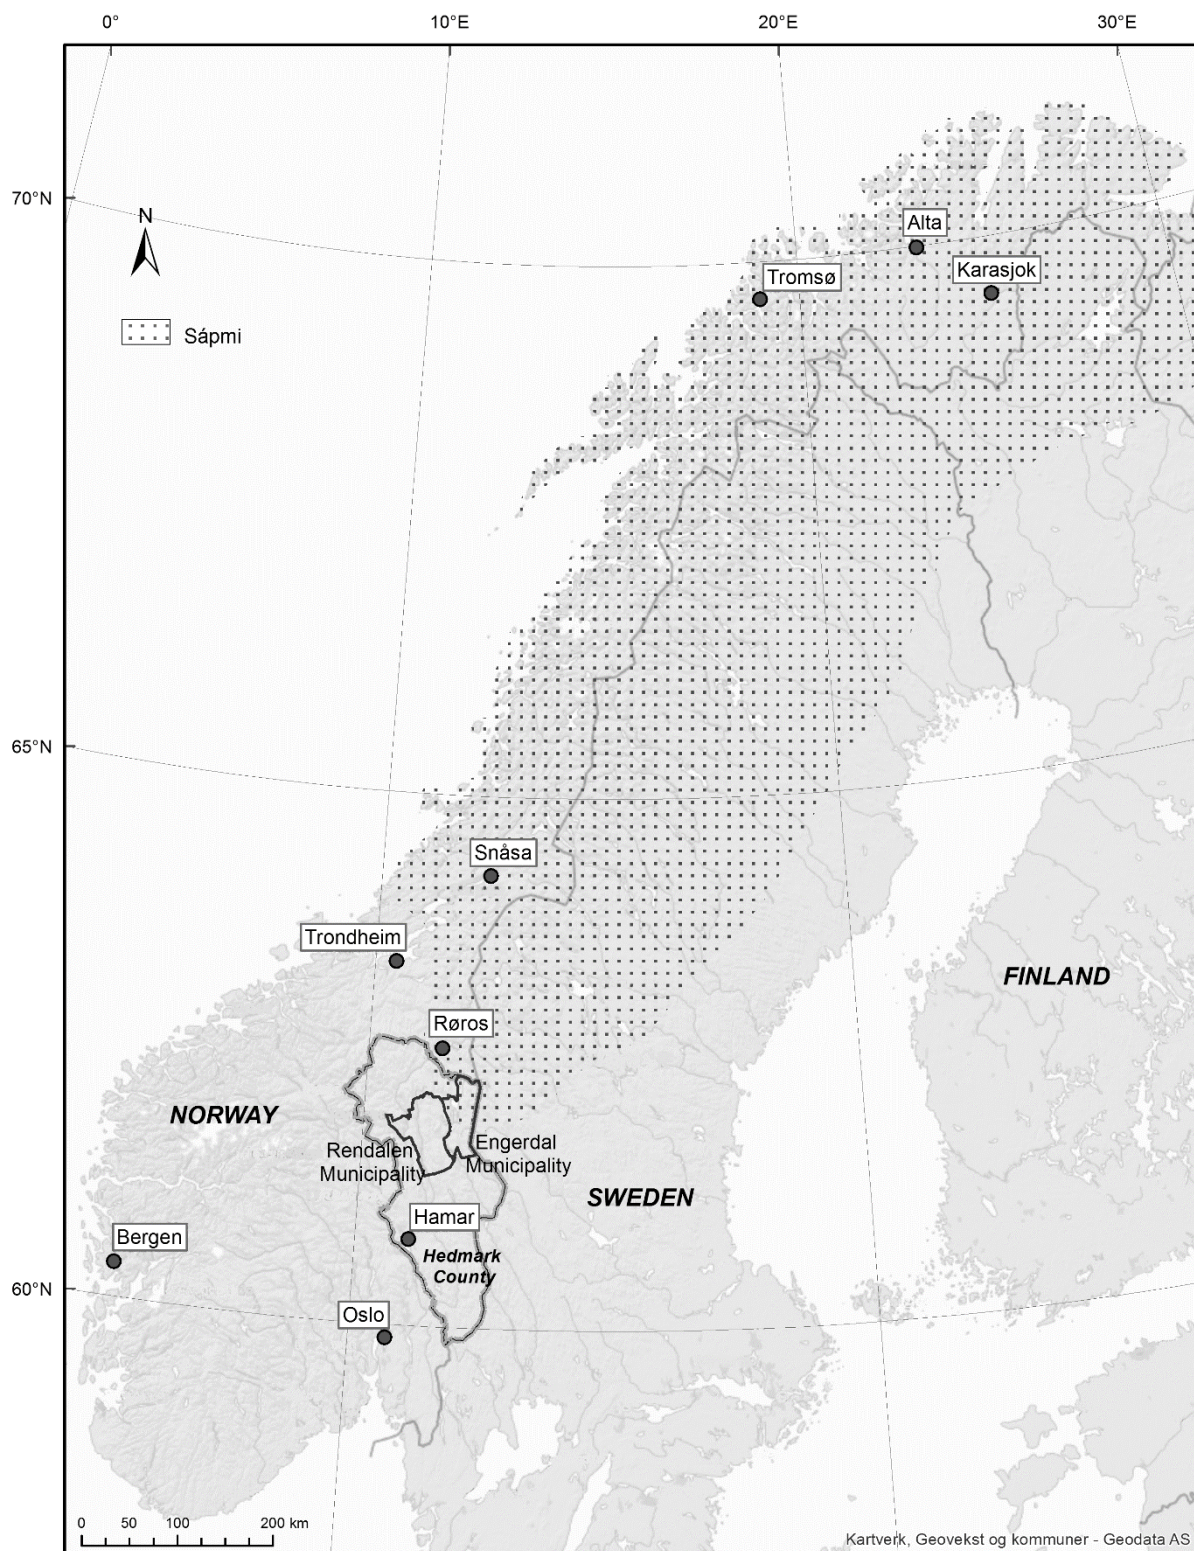 0°
10°E
20°E
30°E
70°N
N
Alta
Karasjok
Tromsø
Sápmi
65°N
Snåsa
Trondheim
FINLAND
Røros
NORWAY
Rendalen
Municipality
Engerdal
Municipality
SWEDEN
Hamar
Bergen
Hedmark
County
60°N
Oslo
0 50 100 200 km
Kartverk, Geovekst og kommuner - Geodata AS